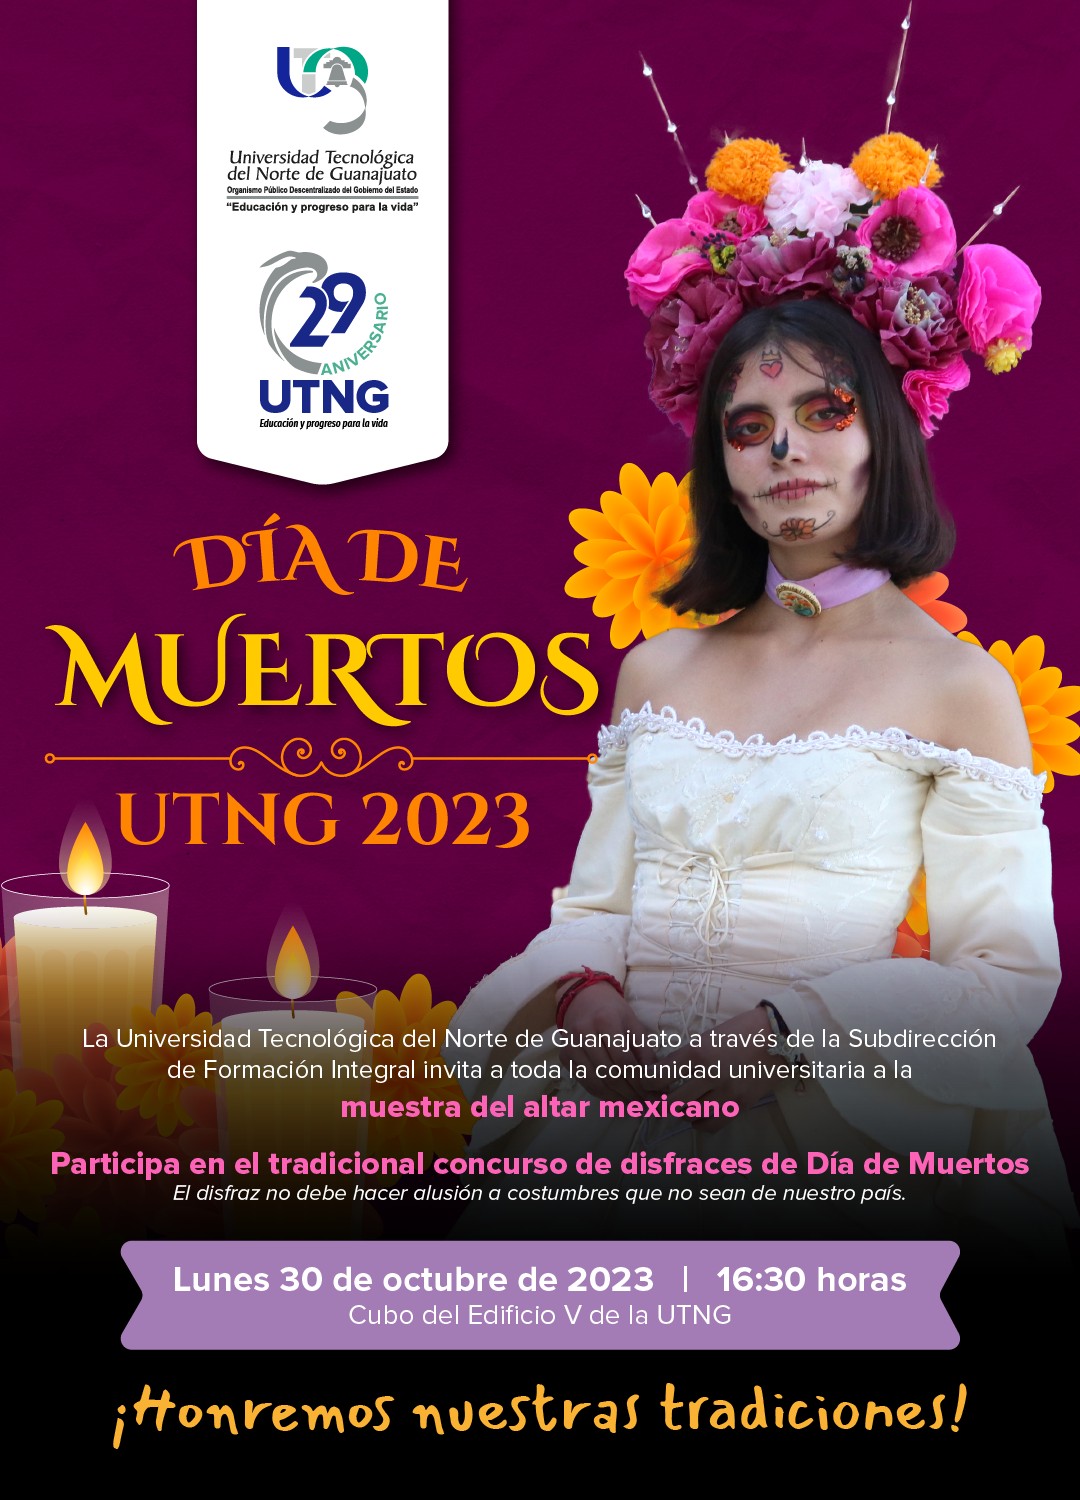 Universidad Tecnológica
del Norte de Guanajuato
Organismo Público Descentralizado del Gobierno del Estado
"Educación y progreso para la vida"
29
ANIVERSARIO
UTNG
Educación y progreso para la vida
DÍA DE
MUERTOS
UTNG 2023
La Universidad Tecnológica del Norte de Guanajuato a través de la Subdirección
de Formación Integral invita a toda la comunidad universitaria a la
muestra del altar mexicano
Participa en el tradicional concurso de disfraces de Día de Muertos
El disfraz no debe hacer alusión a costumbres que no sean de nuestro país.
Lunes 30 de octubre de 2023 | 16:30 horas
Cubo del Edificio V de la UTNG
¡Honremos nuestras tradiciones!